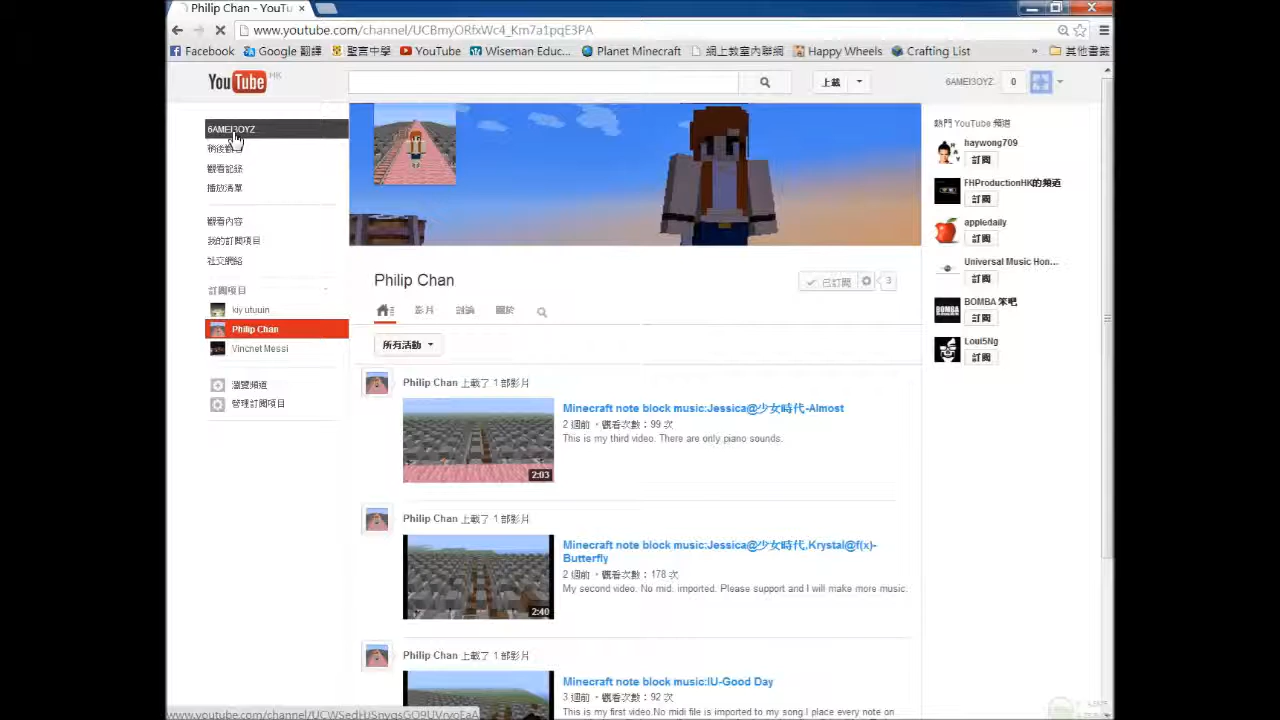 Philip Chan - YouTu
www.youtube.com/channel/UCBmyORfxWc4_Km7a1pqE3PA
Facebook Google 翻譯 聖言中學 YouTube Wiseman Educ... Planet Minecraft 網上教室內聯網 Happy Wheels Crafting List » 其他書籤
YouTube HK 上載 6AMEI3OYZ 0
6AMEI3OYZ
觀看記錄
播放清單
觀看內容
我的訂閱項目
社交網絡
訂閱項目
kiy utuuin
Philip Chan
Vincnet Messi
瀏覽頻道
管理訂閱項目
Philip Chan
已訂閱 3
影片 討論 關於
所有活動
Philip Chan 上載了 1 部影片
Minecraft note block music:Jessica@少女時代-Almost
2 週前 · 觀看次數：99 次
This is my third video. There are only piano sounds.
2:03
Philip Chan 上載了 1 部影片
Minecraft note block music:Jessica@少女時代,Krystal@f(x)-
Butterfly
2 週前 · 觀看次數：178 次
My second video. No mid. imported. Please support and I will make more music.
2:40
Philip Chan 上載了 1 部影片
Minecraft note block music:IU-Good Day
3 週前 · 觀看次數：92 次
This is my first video.No midi file is imported to my song.I place every note on
熱門 YouTube 頻道
haywong709
訂閱
FHProductionHK的頻道
訂閱
appledaily
訂閱
Universal Music Hon...
訂閱
BOMBA 笨吧
訂閱
Loui5Ng
訂閱